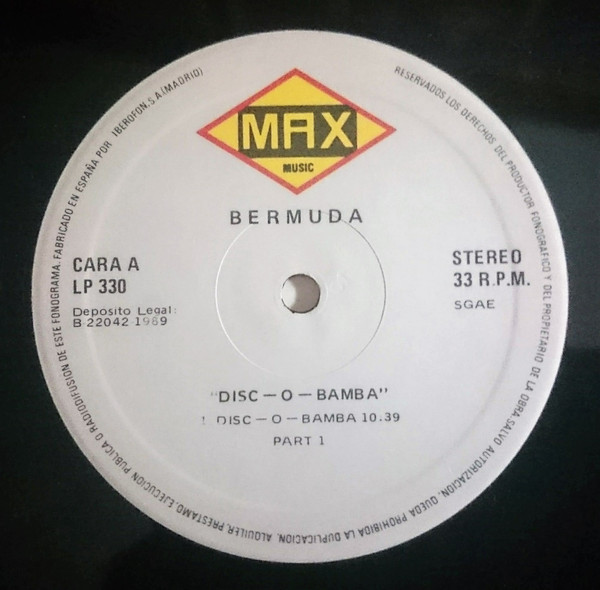 MAX
MUSIC
BERMUDA
CARA A
LP 330
Deposito Legal:
B 22042 1989
STEREO
33 R.P.M.
SGAE
"DISC — O — BAMBA"
1 DISC — O — BAMBA 10.39
PART 1
RESERVADOS LOS DERECHOS DEL PRODUCTOR FONOGRAFICO Y DEL PROPIETARIO DE LA OBRA. SALVO AUTORIZACION, QUEDA PROHIBIDA LA DUPLICACION, ALQUILER, PRESTAMO, EJECUCION PUBLICA O RADIODIFUSION DE ESTE FONOGRAMA. FABRICADO EN ESPAÑA POR IBEROFON, S.A. (MADRID)